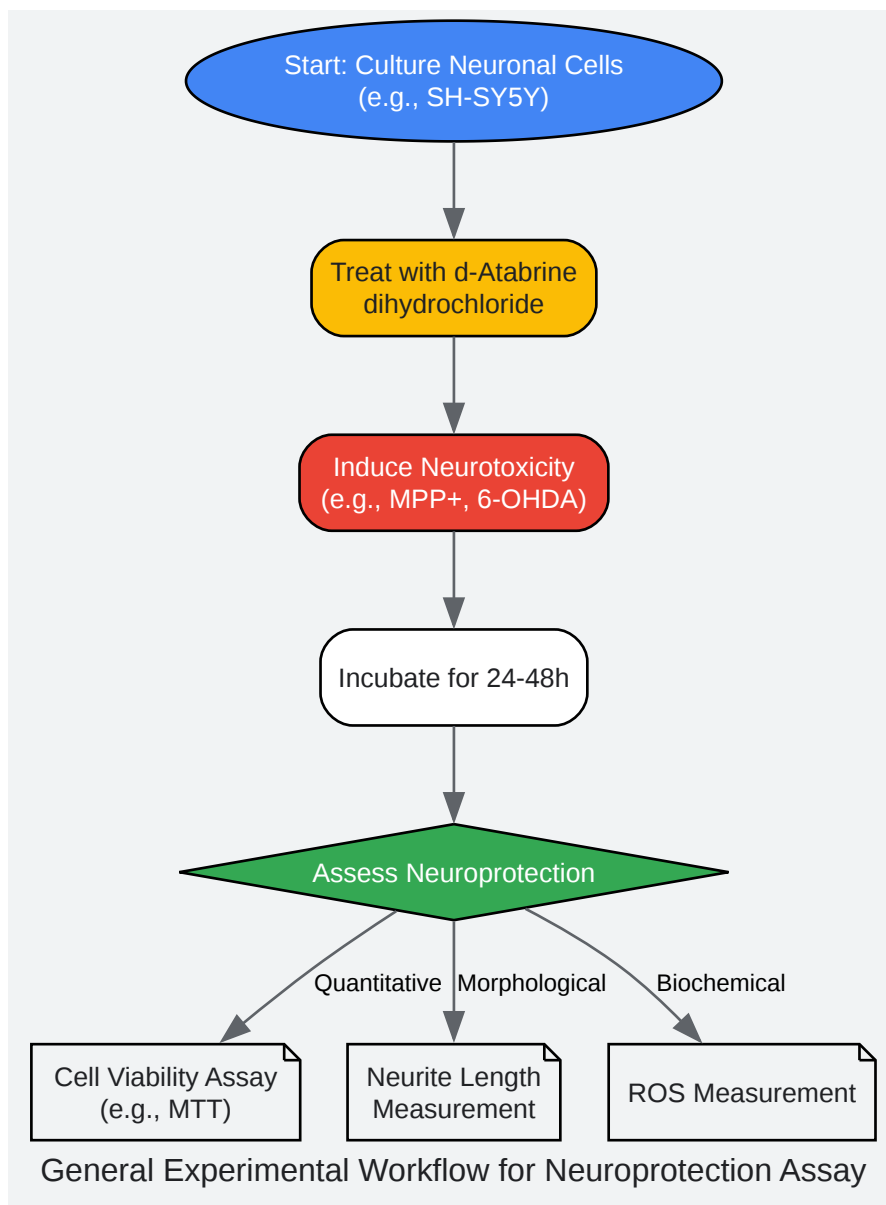 Start: Culture Neuronal Cells
(e.g., SH-SY5Y)
Treat with d-Atabrine
dihydrochloride
Induce Neurotoxicity
(e.g., MPP+, 6-OHDA)
Incubate for 24-48h
Assess Neuroprotection
Quantitative
Morphological
Biochemical
Cell Viability Assay
(e.g., MTT)
Neurite Length
Measurement
ROS Measurement
General Experimental Workflow for Neuroprotection Assay